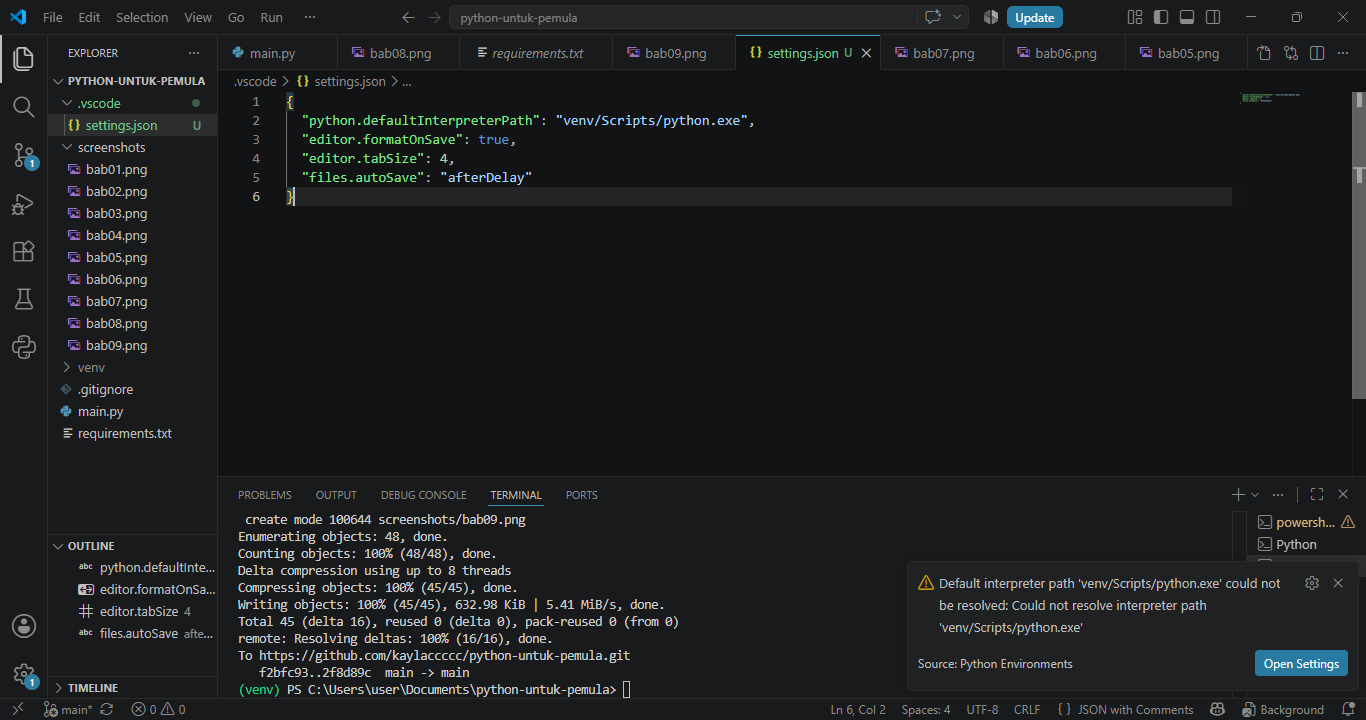 File Edit Selection View Go Run ··· python-untuk-pemula Update
EXPLORER ···
PYTHON-UNTUK-PEMULA
.vscode
settings.json U
screenshots
bab01.png
bab02.png
bab03.png
bab04.png
bab05.png
bab06.png
bab07.png
bab08.png
bab09.png
venv
.gitignore
main.py
requirements.txt
OUTLINE
python.defaultInte...
editor.formatOnSa...
editor.tabSize 4
files.autoSave afte...
TIMELINE
main.py bab08.png requirements.txt bab09.png settings.json U bab07.png bab06.png bab05.png
.vscode > {} settings.json > ...
1 {
2 "python.defaultInterpreterPath": "venv/Scripts/python.exe",
3 "editor.formatOnSave": true,
4 "editor.tabSize": 4,
5 "files.autoSave": "afterDelay"
6 }
PROBLEMS OUTPUT DEBUG CONSOLE TERMINAL PORTS
create mode 100644 screenshots/bab09.png
Enumerating objects: 48, done.
Counting objects: 100% (48/48), done.
Delta compression using up to 8 threads
Compressing objects: 100% (45/45), done.
Writing objects: 100% (45/45), 632.98 KiB | 5.41 MiB/s, done.
Total 45 (delta 16), reused 0 (delta 0), pack-reused 0 (from 0)
remote: Resolving deltas: 100% (16/16), done.
To https://github.com/kaylaccccc/python-untuk-pemula.git
f2bfc93..2f8d89c main -> main
(venv) PS C:\Users\user\Documents\python-untuk-pemula>
powersh...
Python
Default interpreter path 'venv/Scripts/python.exe' could not
be resolved: Could not resolve interpreter path
'venv/Scripts/python.exe'
Source: Python Environments Open Settings
main* 0 0 Ln 6, Col 2 Spaces: 4 UTF-8 CRLF {} JSON with Comments Background